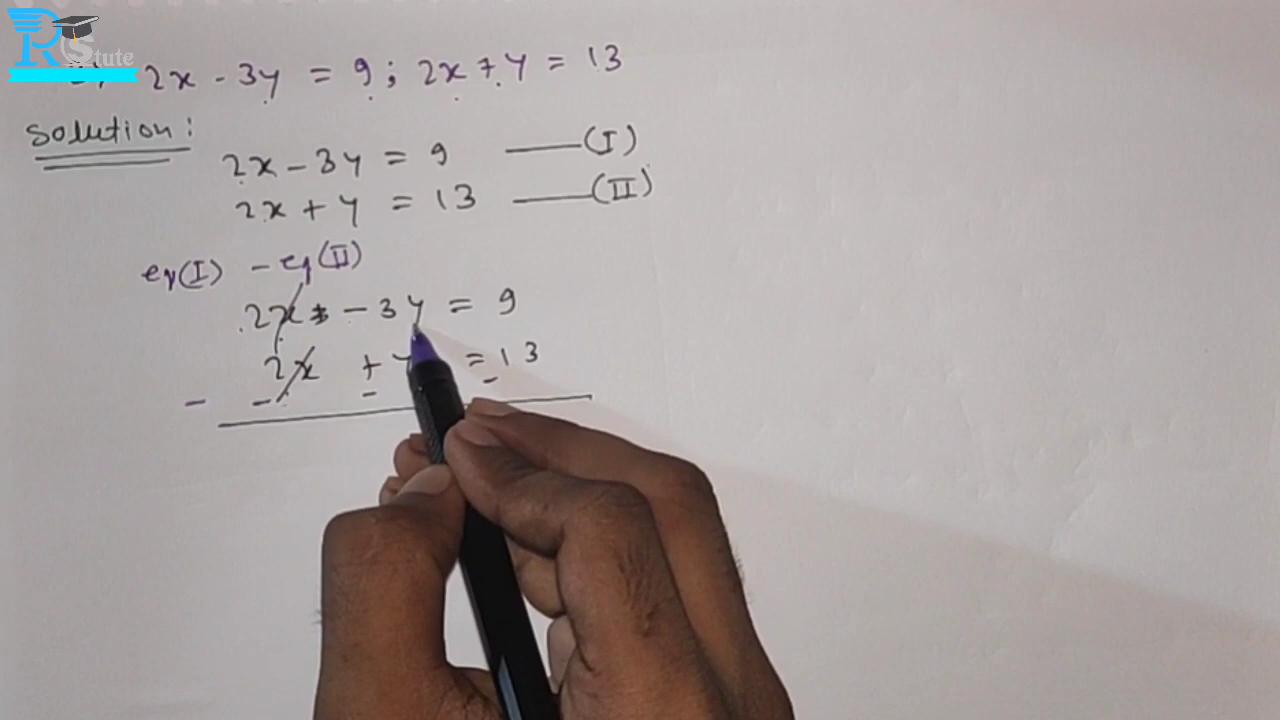 RStute
2x - 3y = 9 ; 2x + y = 13
Solution :
2x - 3y = 9 —— (I)
2x + y = 13 —— (II)
eq(I) - eq(II)
2x - 3y = 9
2x + y = 13
- - - -